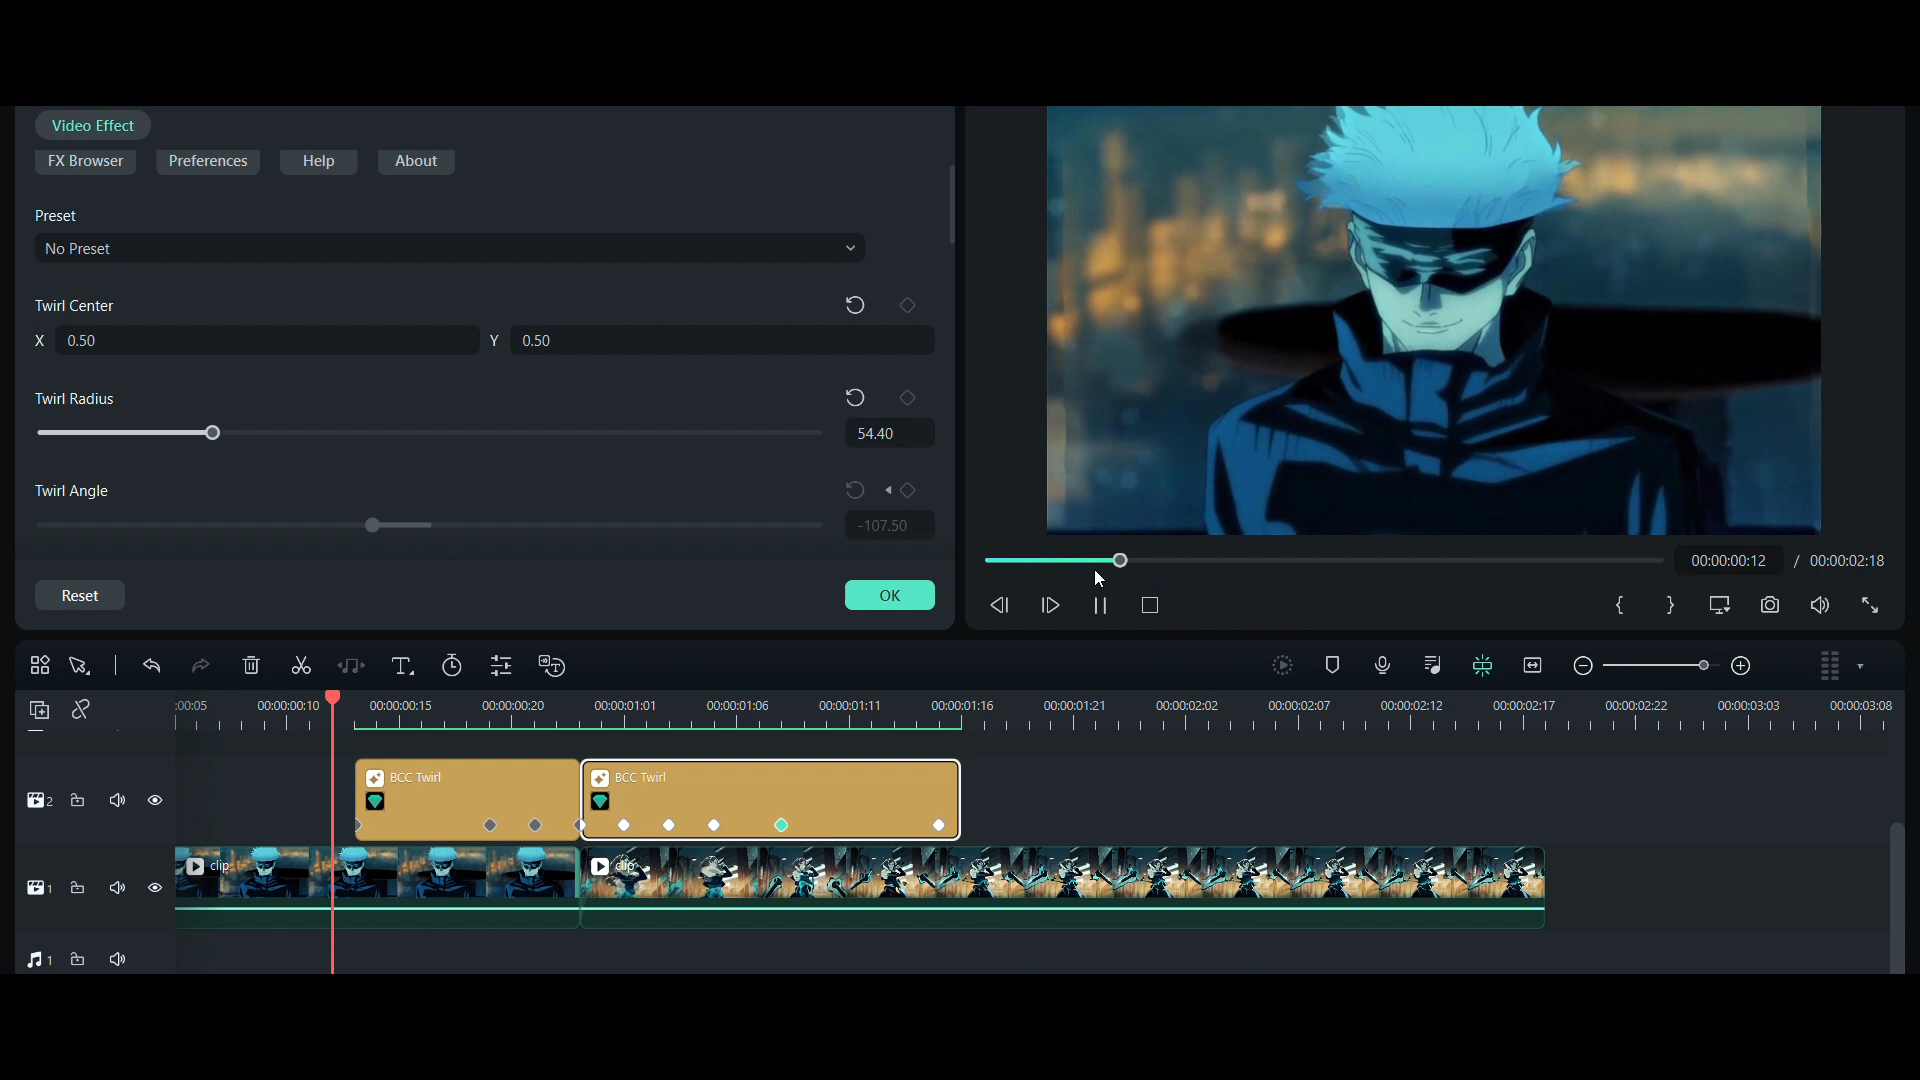 Video Effect
FX Browser Preferences Help About
Preset
No Preset
Twirl Center
X 0.50 Y 0.50
Twirl Radius
54.40
Twirl Angle
-107.50
Reset OK
00:00:00:12 / 00:00:02:18
:00:05 00:00:00:10 00:00:00:15 00:00:00:20 00:00:01:01 00:00:01:06 00:00:01:11 00:00:01:16 00:00:01:21 00:00:02:02 00:00:02:07 00:00:02:12 00:00:02:17 00:00:02:22 00:00:03:03 00:00:03:08
2 BCC Twirl BCC Twirl
1 clip clip
1